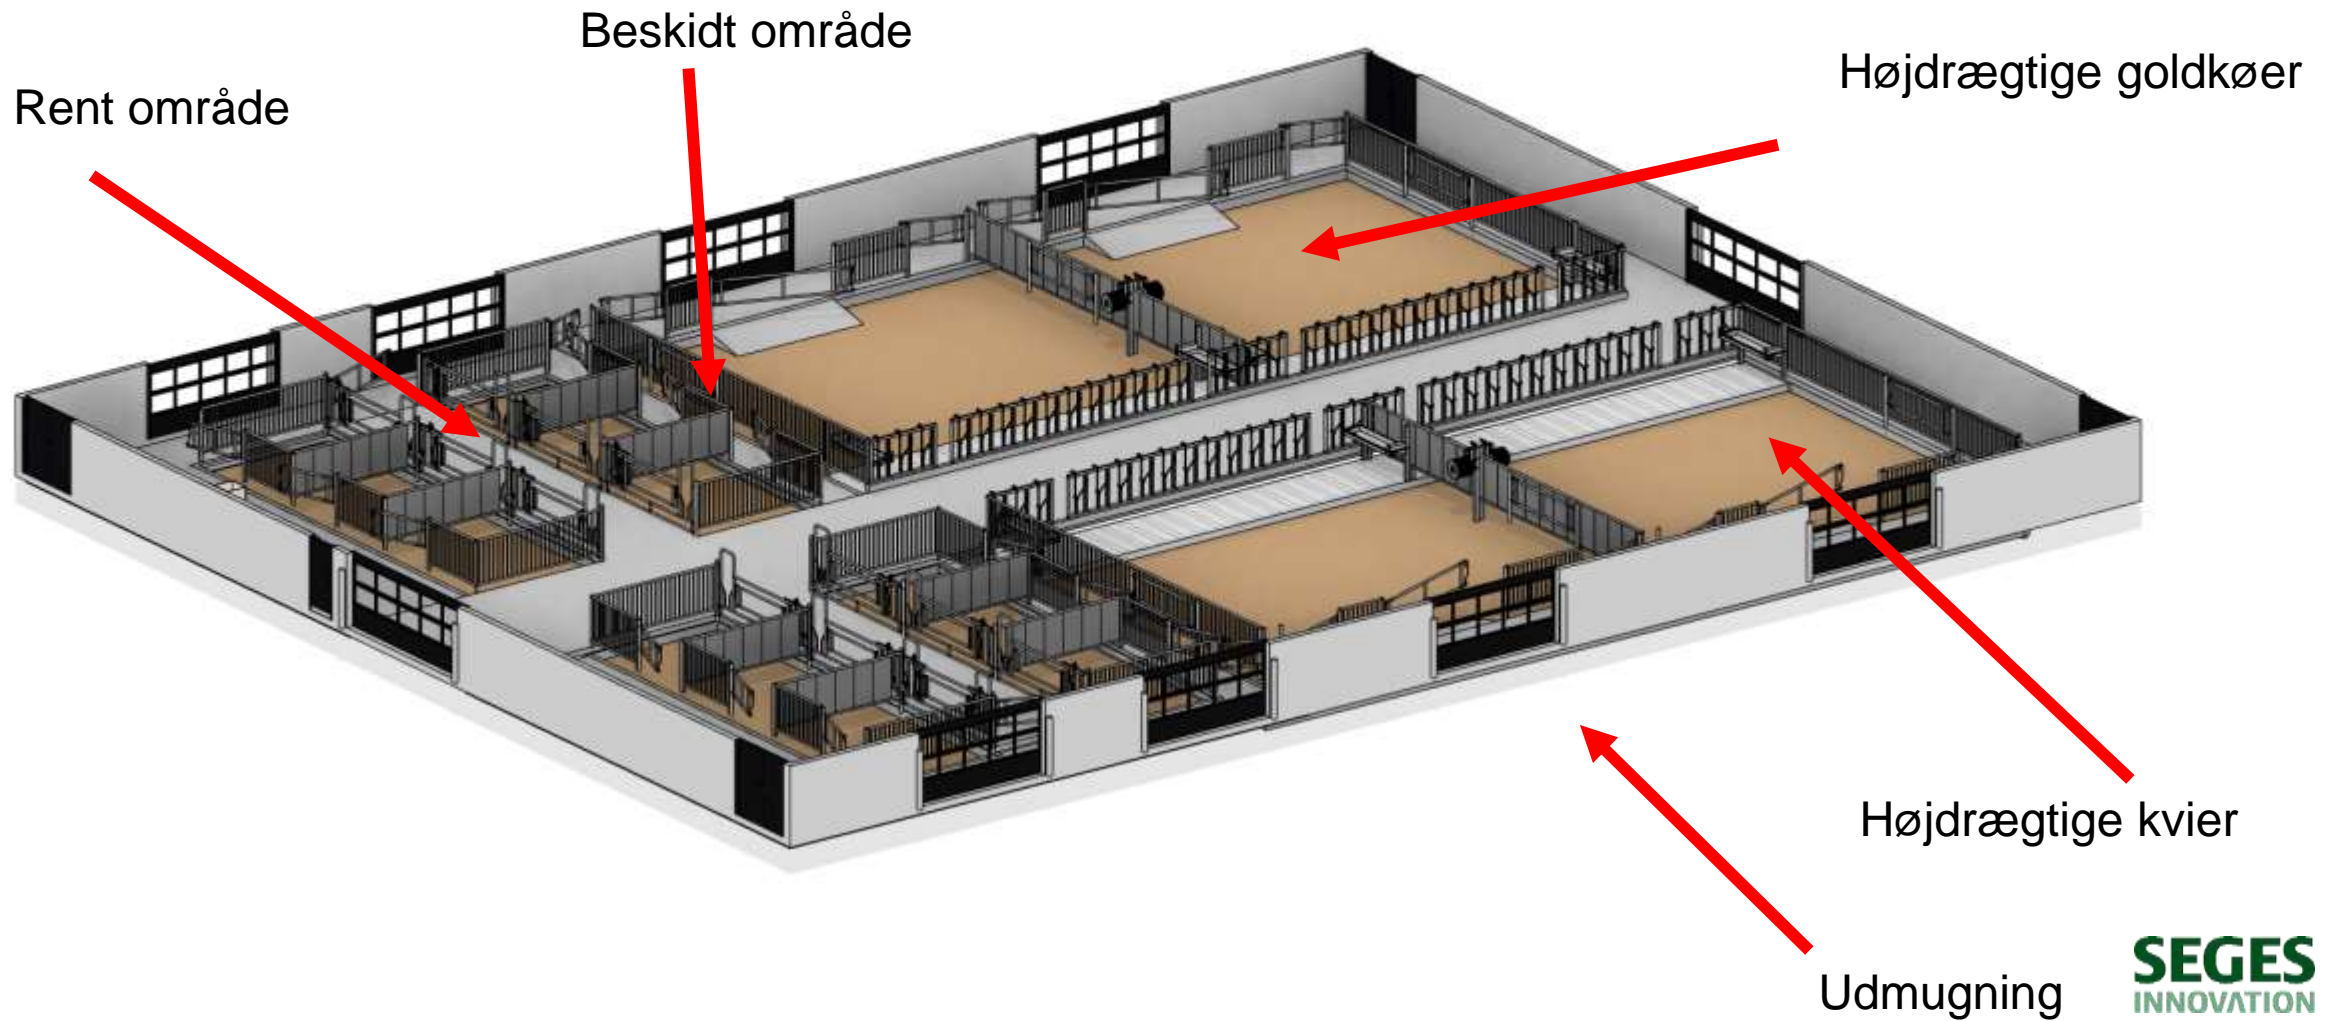 Beskidt område
Højdrægtige goldkøer
Rent område
Højdrægtige kvier
Udmugning
SEGES
INNOVATION